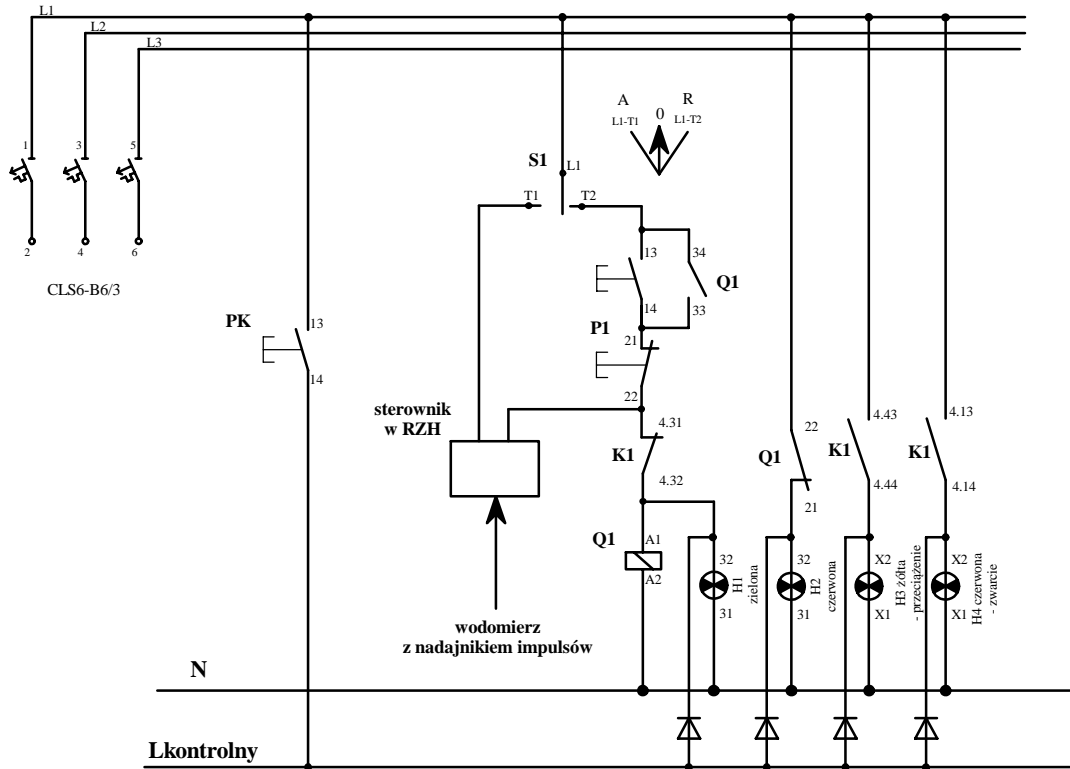 L1
L2
L3
1
3
5
2
4
6
CLS6-B6/3
A
0
R
L1-T1
L1-T2
S1
L1
T1
T2
13
34
Q1
14
33
P1
21
22
PK
13
14
sterownik
w RZH
4.31
K1
4.32
Q1
A1
A2
wodomierz
z nadajnikiem impulsów
32
31
H1
zielona
22
Q1
21
32
31
H2
czerwona
4.43
K1
4.44
X2
X1
H3 żółta
- przeciążenie
4.13
K1
4.14
X2
X1
H4 czerwona
- zwarcie
N
Lkontrolny